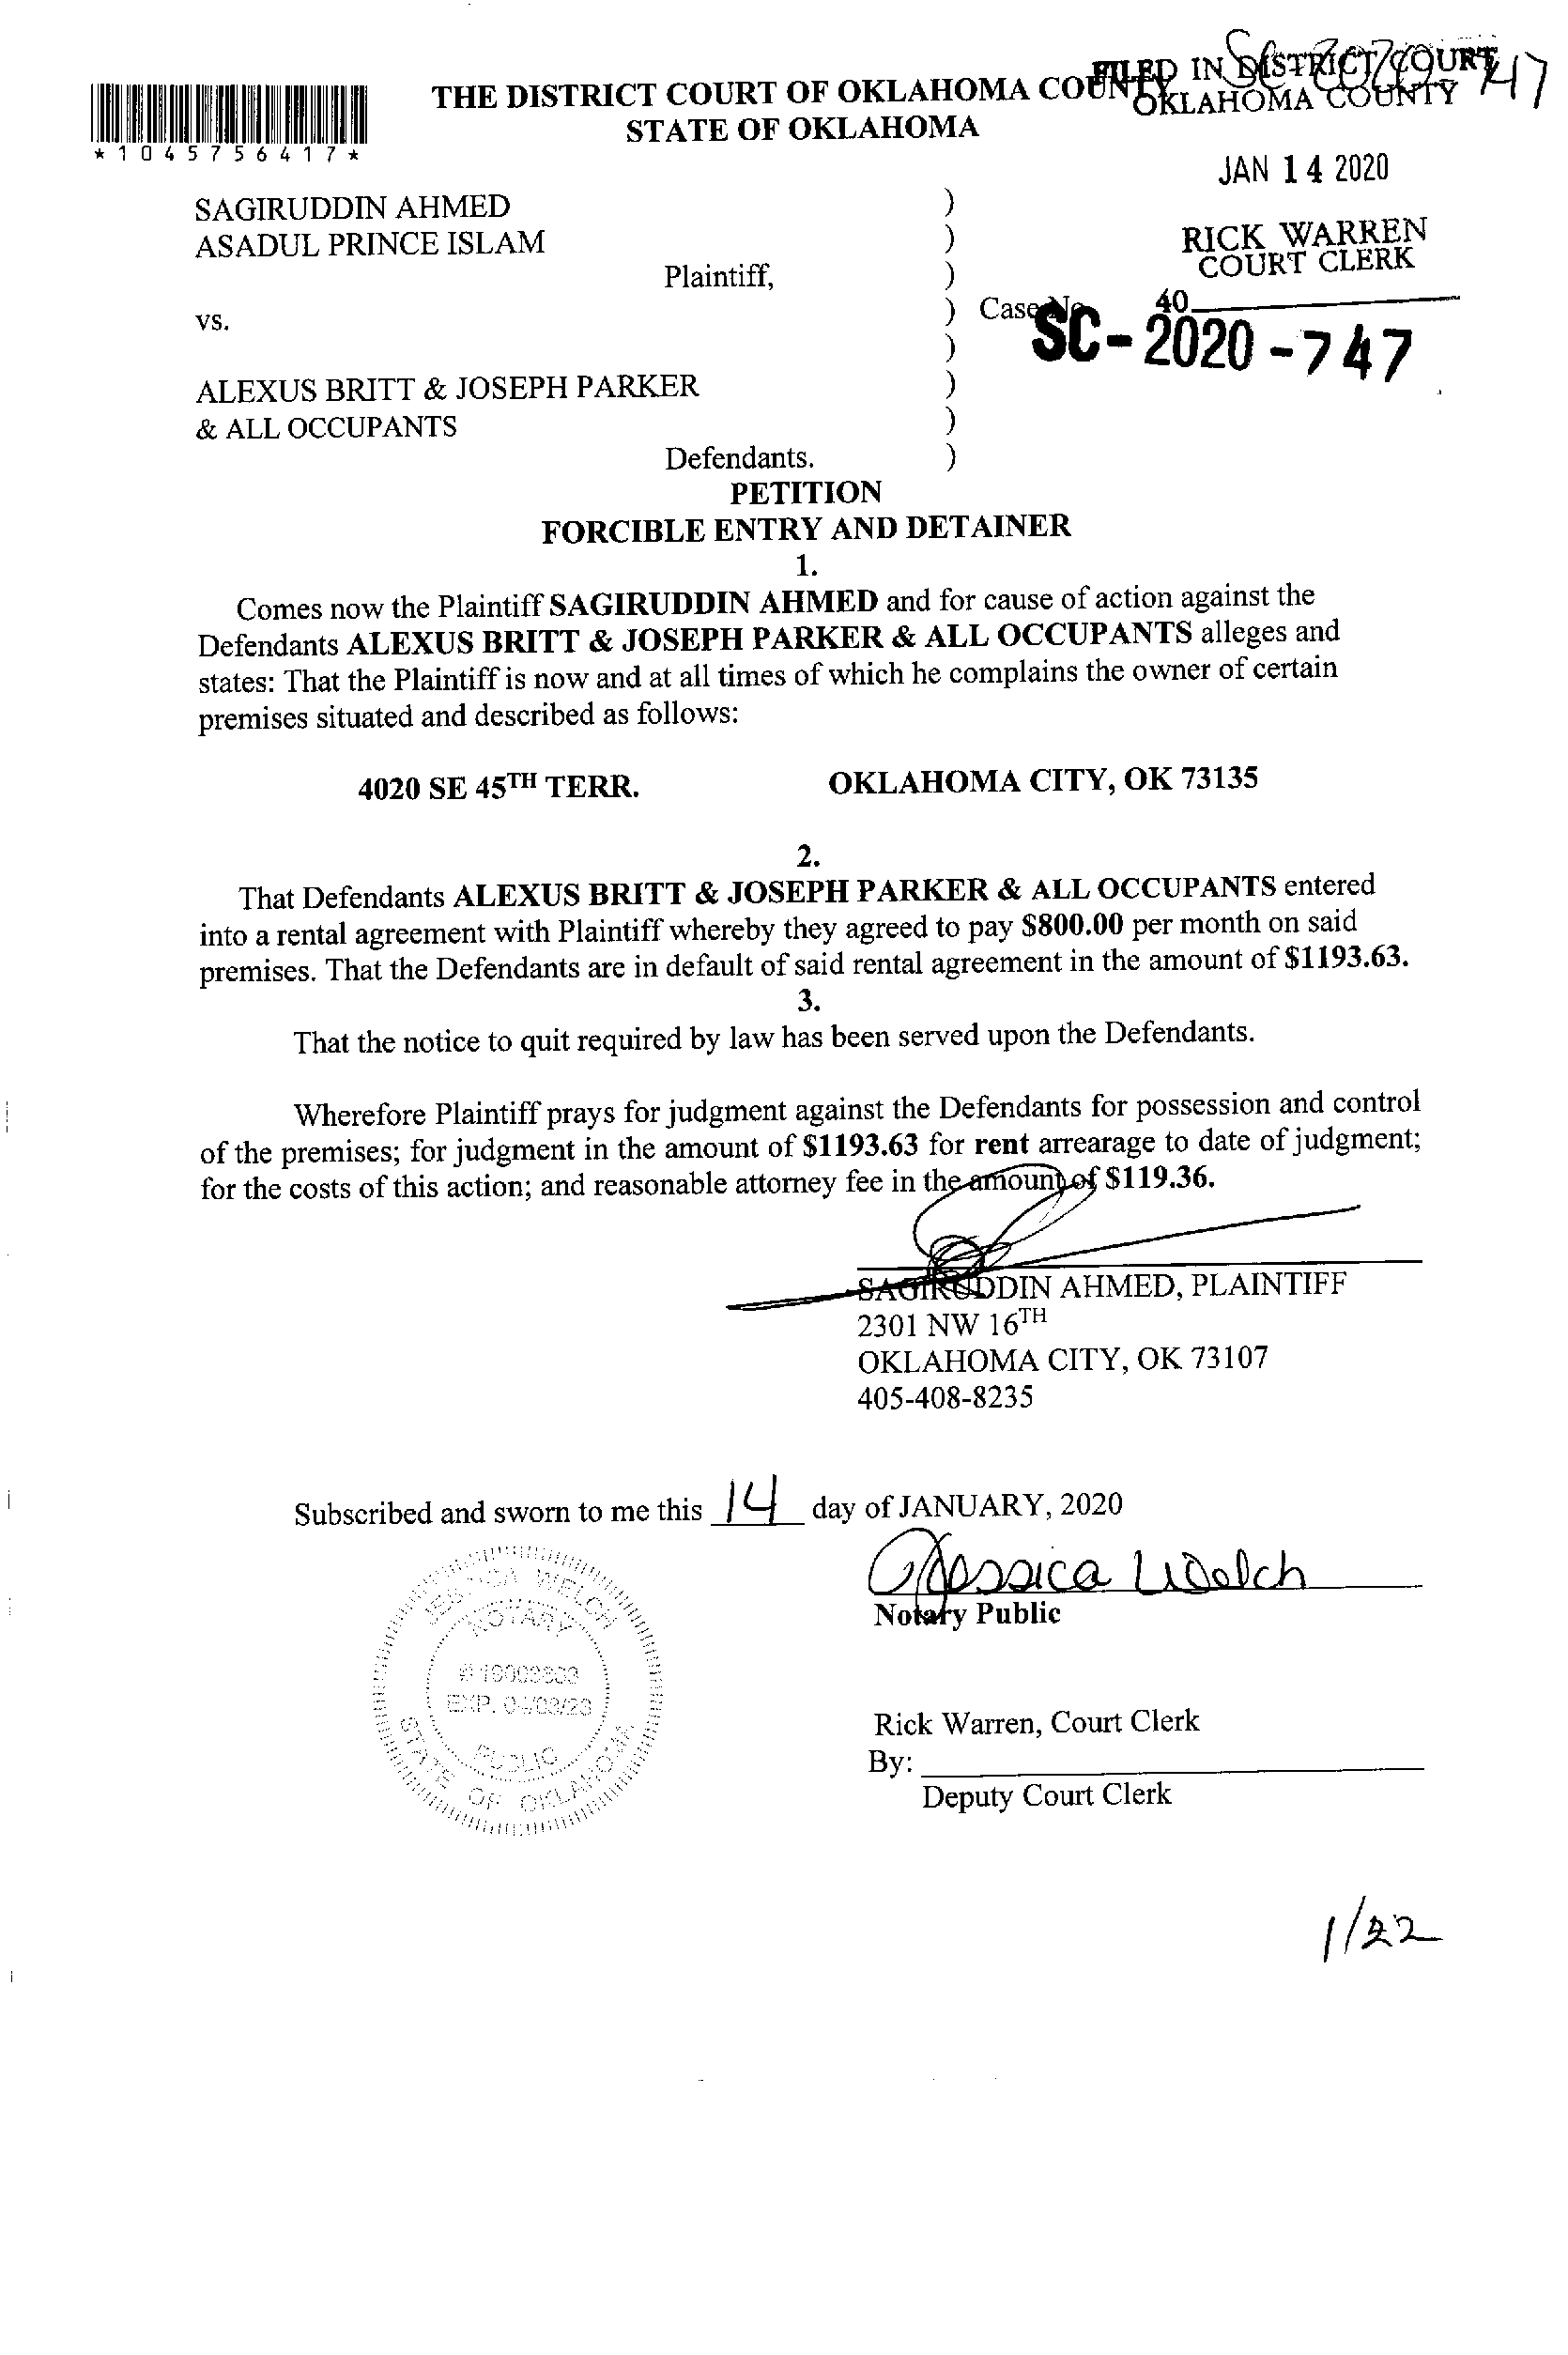 SC-2020-747
THE DISTRICT COURT OF OKLAHOMA COUNTY
STATE OF OKLAHOMA
FILED IN DISTRICT COURT
OKLAHOMA COUNTY
*1045756417*
JAN 14 2020
RICK WARREN
COURT CLERK
40
SAGIRUDDIN AHMED )
ASADUL PRINCE ISLAM )
Plaintiff, )
vs. ) Case No.
) SC-2020-747
ALEXUS BRITT & JOSEPH PARKER )
& ALL OCCUPANTS )
Defendants. )
PETITION
FORCIBLE ENTRY AND DETAINER
1.
Comes now the Plaintiff SAGIRUDDIN AHMED and for cause of action against the
Defendants ALEXUS BRITT & JOSEPH PARKER & ALL OCCUPANTS alleges and
states: That the Plaintiff is now and at all times of which he complains the owner of certain
premises situated and described as follows:
4020 SE 45TH TERR. OKLAHOMA CITY, OK 73135
2.
That Defendants ALEXUS BRITT & JOSEPH PARKER & ALL OCCUPANTS entered
into a rental agreement with Plaintiff whereby they agreed to pay $800.00 per month on said
premises. That the Defendants are in default of said rental agreement in the amount of $1193.63.
3.
That the notice to quit required by law has been served upon the Defendants.
Wherefore Plaintiff prays for judgment against the Defendants for possession and control
of the premises; for judgment in the amount of $1193.63 for rent arrearage to date of judgment;
for the costs of this action; and reasonable attorney fee in the amount of $119.36.
SAGIRUDDIN AHMED, PLAINTIFF
2301 NW 16TH
OKLAHOMA CITY, OK 73107
405-408-8235
Subscribed and sworn to me this 14 day of JANUARY, 2020
Jessica Welch
Notary Public
JESSICA WELCH
NOTARY
EXP.
PUBLIC
STATE OF OKLAHOMA
Rick Warren, Court Clerk
By:
Deputy Court Clerk
1/22